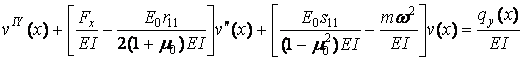 v^{IV}(x) + [F_x/EI − E_0 r_{11}/2(1 + μ_0)EI] v''(x) + [E_0 s_{11}/(1 − μ_0^2)EI − mω^2/EI] v(x) = q_y(x)/EI